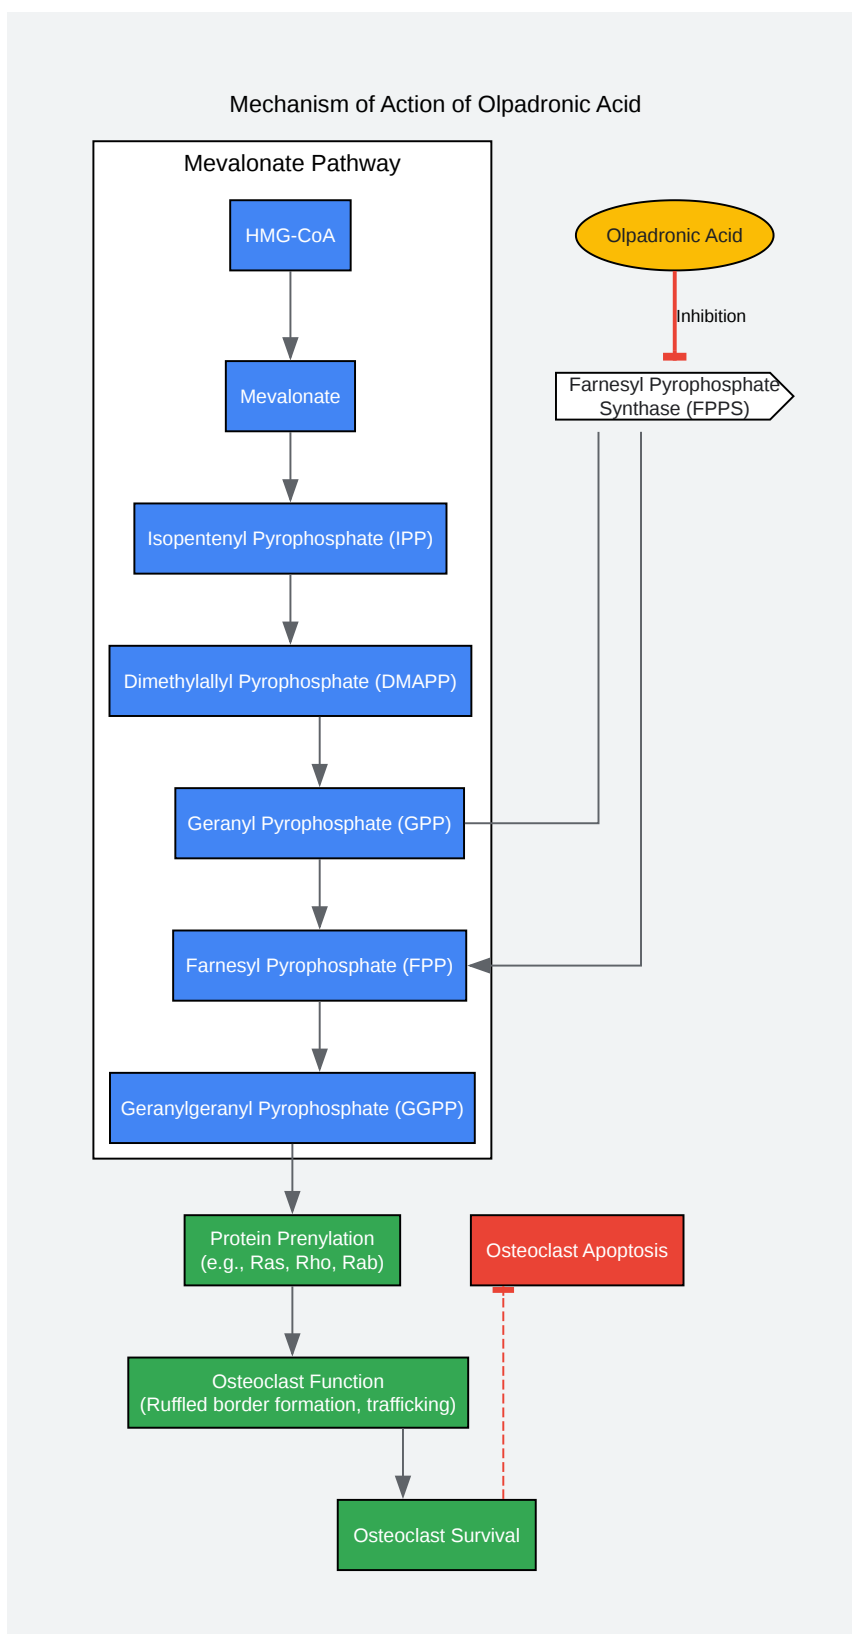 Mechanism of Action of Olpadronic Acid
Mevalonate Pathway
HMG-CoA
Olpadronic Acid
Inhibition
Mevalonate
Farnesyl Pyrophosphate
Synthase (FPPS)
Isopentenyl Pyrophosphate (IPP)
Dimethylallyl Pyrophosphate (DMAPP)
Geranyl Pyrophosphate (GPP)
Farnesyl Pyrophosphate (FPP)
Geranylgeranyl Pyrophosphate (GGPP)
Protein Prenylation
(e.g., Ras, Rho, Rab)
Osteoclast Apoptosis
Osteoclast Function
(Ruffled border formation, trafficking)
Osteoclast Survival